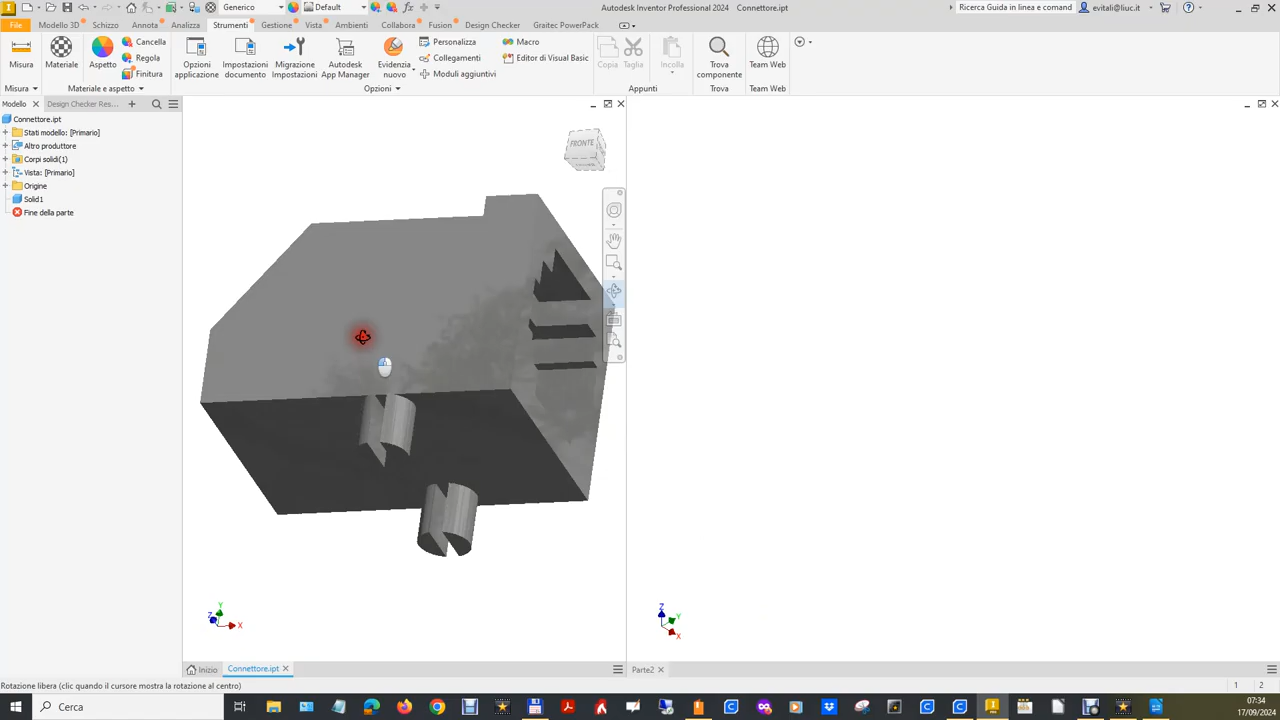 Generico
Default
Autodesk Inventor Professional 2024 Connettore.ipt
Ricerca Guida in linea e comand
evitali@liuc.it
File Modello 3D Schizzo Annota Analizza Strumenti Gestione Vista Ambienti Collabora Fusion Design Checker Graitec PowerPack
Misura
Materiale
Aspetto
Cancella
Regola
Finitura
Opzioni applicazione
Impostazioni documento
Migrazione Impostazioni
Autodesk App Manager
Evidenzia nuovo
Personalizza
Collegamenti
Moduli aggiuntivi
Macro
Editor di Visual Basic
Copia
Taglia
Incolla
Trova componente
Team Web
Misura Materiale e aspetto Opzioni Appunti Trova Team Web
Modello Design Checker Res...
Connettore.ipt
Stati modello: [Primario]
Altro produttore
Corpi solidi(1)
Vista: [Primario]
Origine
Solid1
Fine della parte
FRONTE
Y
Z
X
Z
Y
X
Inizio Connettore.ipt
Parte2
Rotazione libera (clic quando il cursore mostra la rotazione al centro)
1 2
Cerca
07:34
17/09/2024